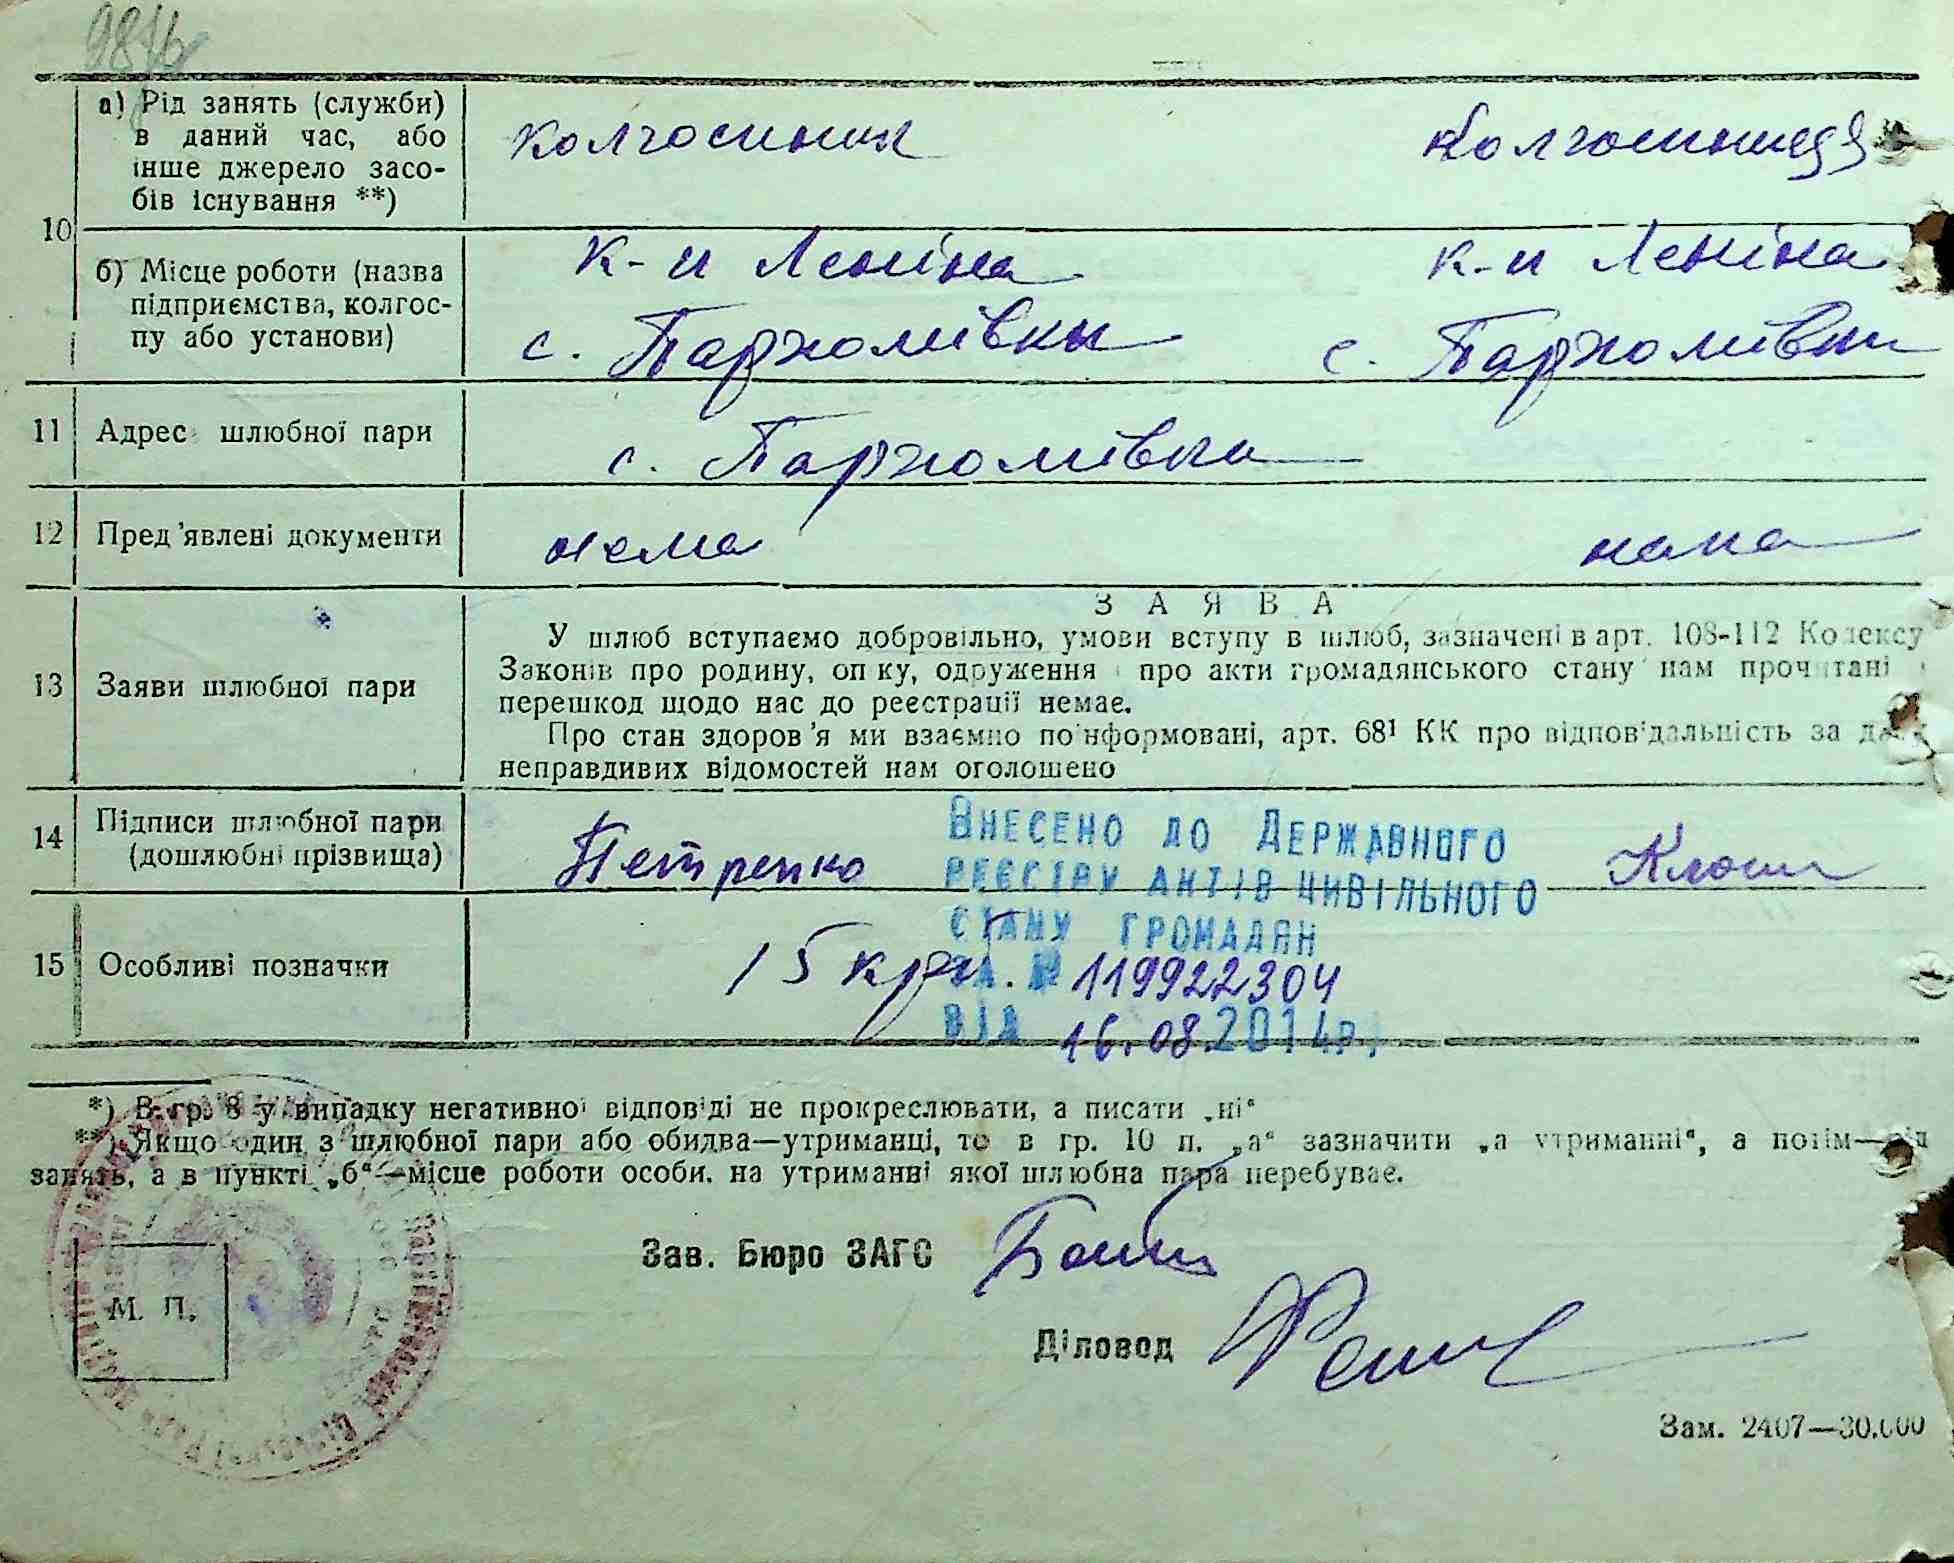 981б
а) Рід занять (служби) в даний час, або інше джерело засобів існування **)
колгоспник
колгоспниця
10
б) Місце роботи (назва підприємства, колгоспу або установи)
к-п Леніна
к-п Леніна
с. Пархомівки
с. Пархомівки
11 Адрес шлюбної пари
с. Пархомівка
12 Пред'явлені документи
нема
нема
З А Я В А
13 Заяви шлюбної пари
У шлюб вступаємо добровільно, умови вступу в шлюб, зазначені в арт. 108-112 Кодексу
Законів про родину, оп ку, одруження про акти громадянського стану нам прочитані
перешкод щодо нас до реєстрації немає.
Про стан здоров'я ми взаємно поінформовані, арт. 68¹ КК про відповідальність за
неправдивих відомостей нам оголошено
14 Підписи шлюбної пари
(дошлюбні прізвища)
Петренко
ВНЕСЕНО ДО ДЕРЖАВНОГО
РЕЄСТРУ АКТІВ ЦИВІЛЬНОГО
СТАНУ ГРОМАДЯН
ЗА. № 119922304
ВІД 16.08.2014р.
15 Особливі позначки
15 крб
*) В гр. 8 у випадку негативної відповіді не прокреслювати, а писати „ні“
**) Якщо один з шлюбної пари або обидва—утриманці, то в гр. 10 п. „а“ зазначити „а утриманні“, а потім—рід
занять, а в пункті „б“—місце роботи особи. на утриманні якої шлюбна пара перебуває.
Зав. Бюро ЗАГС
М. П.
Діловод
Зам. 2407—30.000